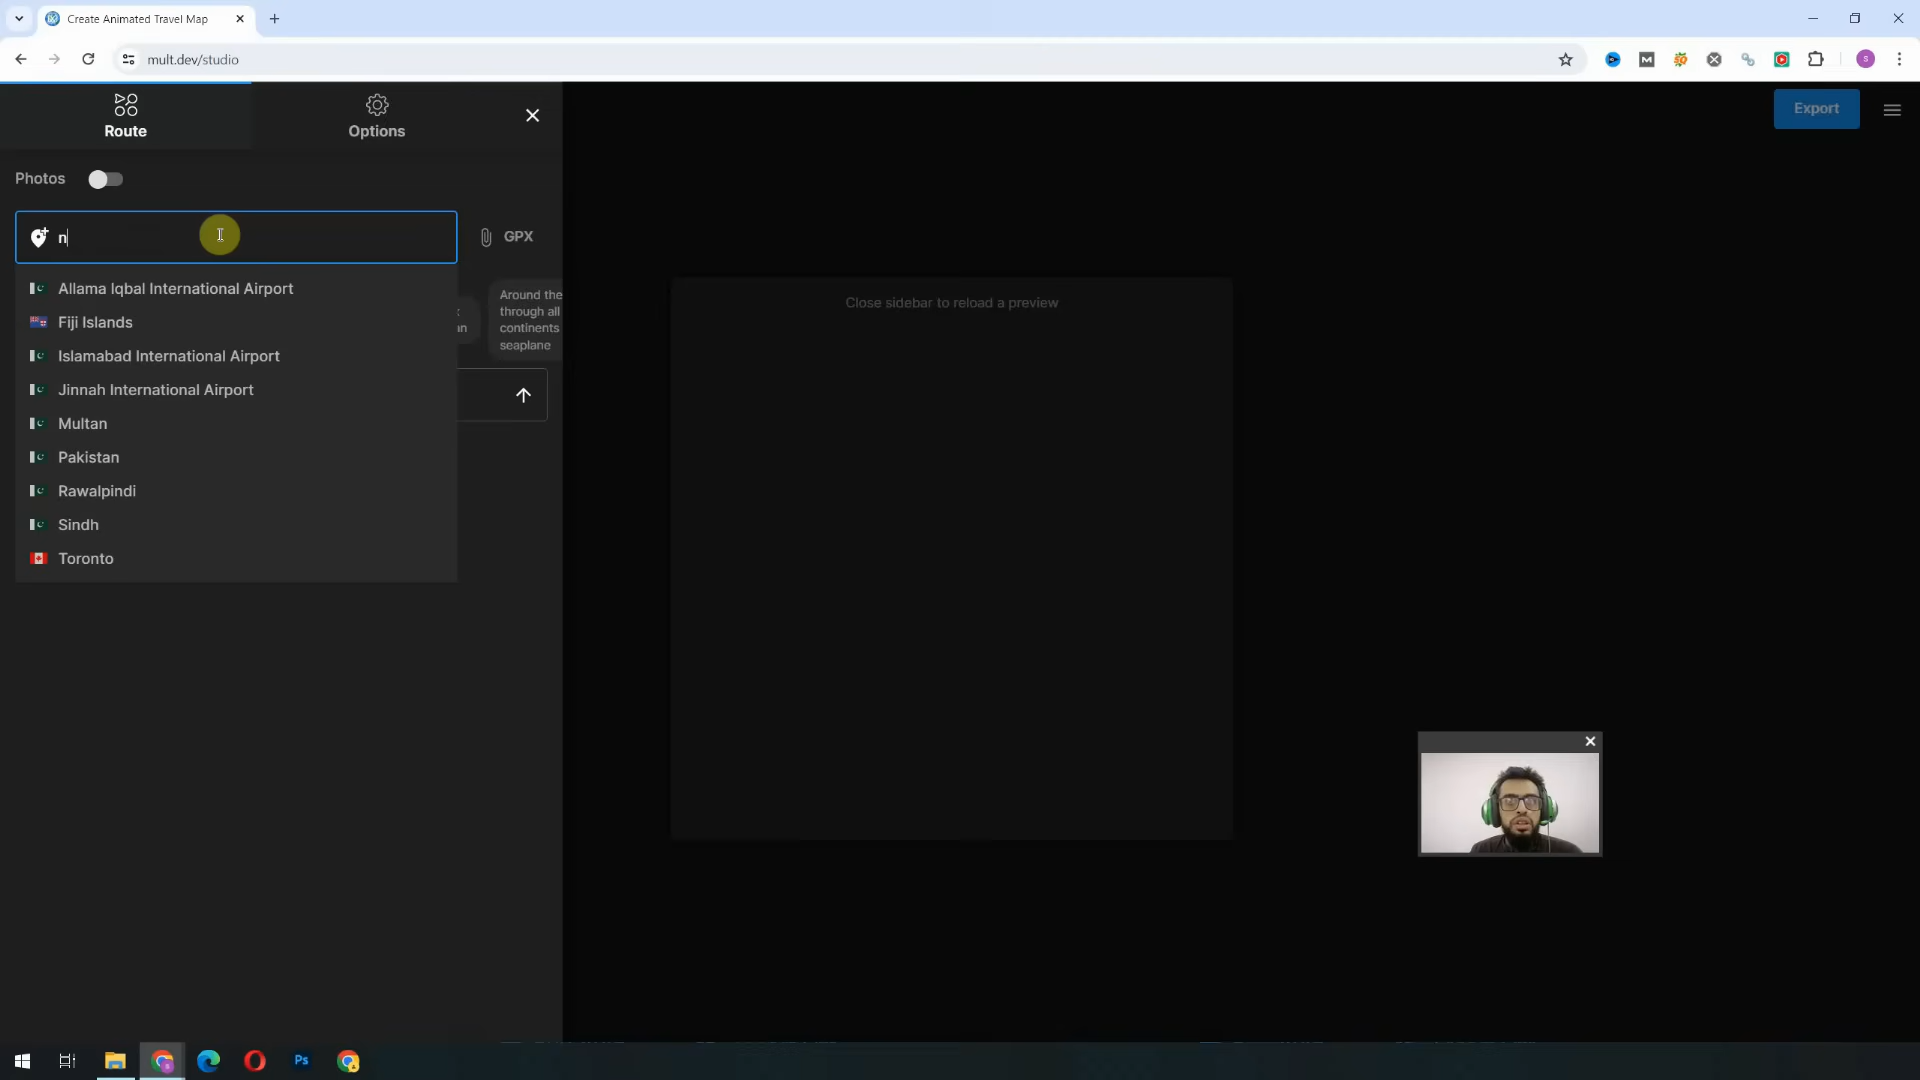 Create Animated Travel Map
mult.dev/studio
M
S
Route
Options
Export
Photos
n
GPX
Allama Iqbal International Airport
Fiji Islands
Islamabad International Airport
Jinnah International Airport
Multan
Pakistan
Rawalpindi
Sindh
Toronto
an
Around the
through all
continents
seaplane
Close sidebar to reload a preview
Ps